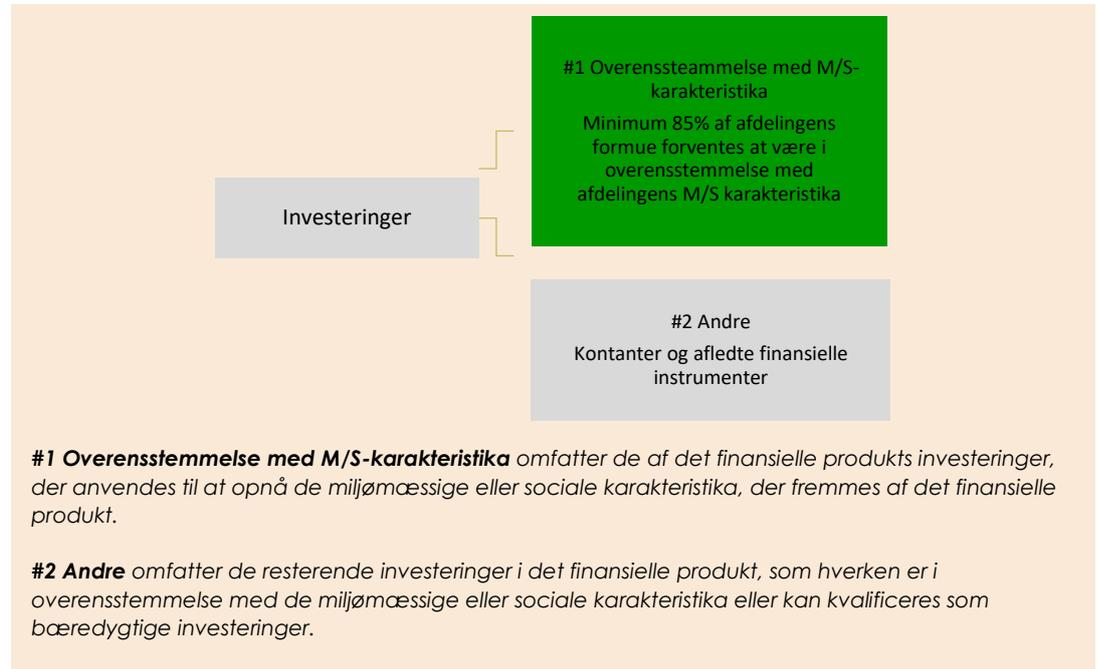 #1 Overenssteammelse med M/S-
karakteristika
Minimum 85% af afdelingens
formue forventes at være i
overensstemmelse med
afdelingens M/S karakteristika
Investeringer
#2 Andre
Kontanter og afledte finansielle
instrumenter
#1 Overensstemmelse med M/S-karakteristika omfatter de af det finansielle produkts investeringer,
der anvendes til at opnå de miljømæssige eller sociale karakteristika, der fremmes af det finansielle
produkt.
#2 Andre omfatter de resterende investeringer i det finansielle produkt, som hverken er i
overensstemmelse med de miljømæssige eller sociale karakteristika eller kan kvalificeres som
bæredygtige investeringer.